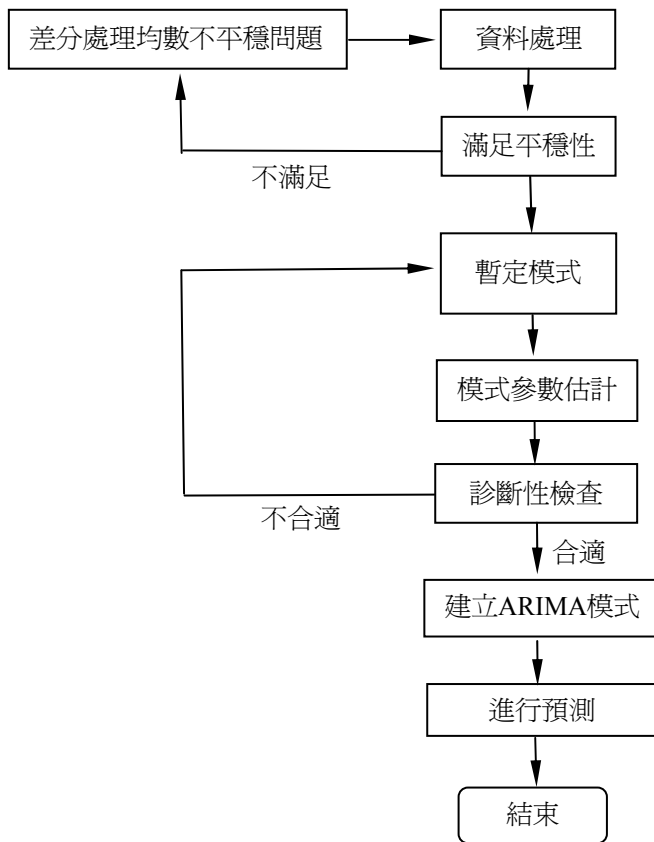 差分處理均數不平穩問題
資料處理
滿足平穩性
不滿足
暫定模式
模式參數估計
診斷性檢查
不合適
合適
建立ARIMA模式
進行預測
結束